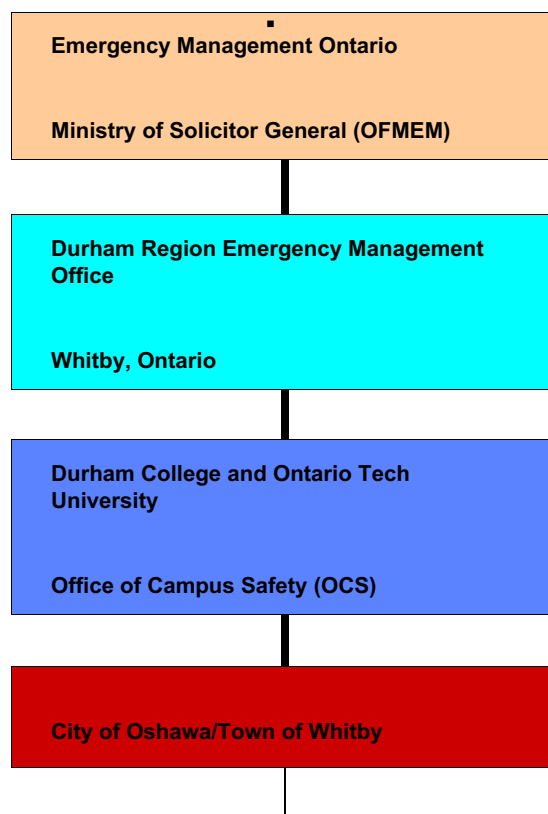 Emergency Management Ontario
Ministry of Solicitor General (OFMEM)
Durham Region Emergency Management
Office
Whitby, Ontario
Durham College and Ontario Tech
University
Office of Campus Safety (OCS)
City of Oshawa/Town of Whitby